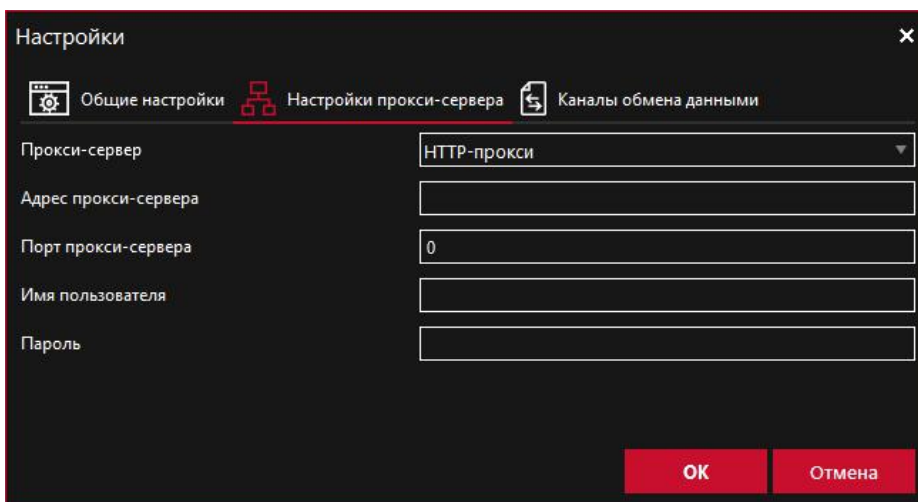 Настройки
Общие настройки Настройки прокси-сервера Каналы обмена данными
Прокси-сервер HTTP-прокси
Адрес прокси-сервера
Порт прокси-сервера 0
Имя пользователя
Пароль
OK Отмена